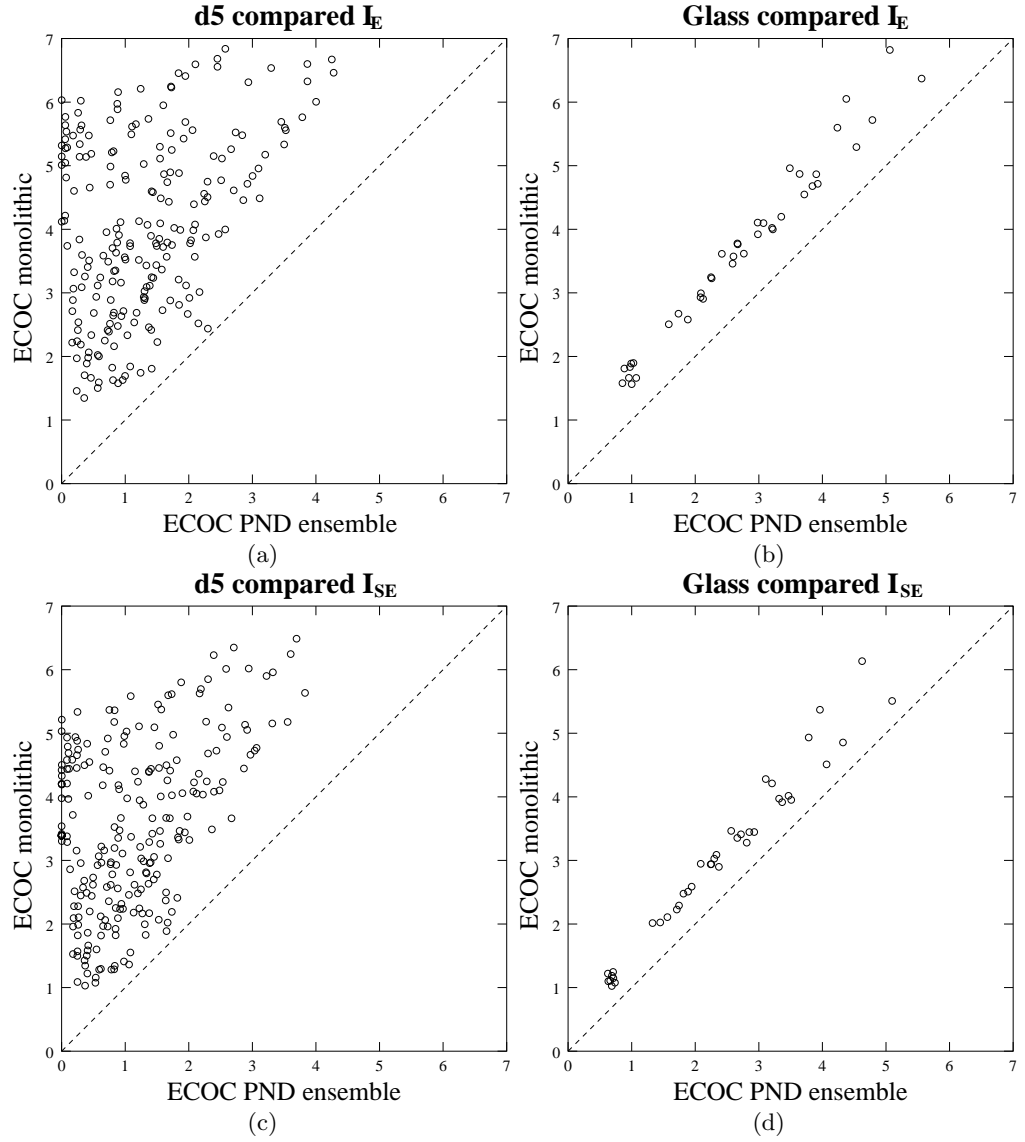 d5 compared I_E
7
6
5
4
3
2
1
0
ECOC monolithic
0 1 2 3 4 5 6 7
ECOC PND ensemble
(a)
Glass compared I_E
7
6
5
4
3
2
1
0
ECOC monolithic
0 1 2 3 4 5 6 7
ECOC PND ensemble
(b)
d5 compared I_SE
7
6
5
4
3
2
1
0
ECOC monolithic
0 1 2 3 4 5 6 7
ECOC PND ensemble
(c)
Glass compared I_SE
7
6
5
4
3
2
1
0
ECOC monolithic
0 1 2 3 4 5 6 7
ECOC PND ensemble
(d)